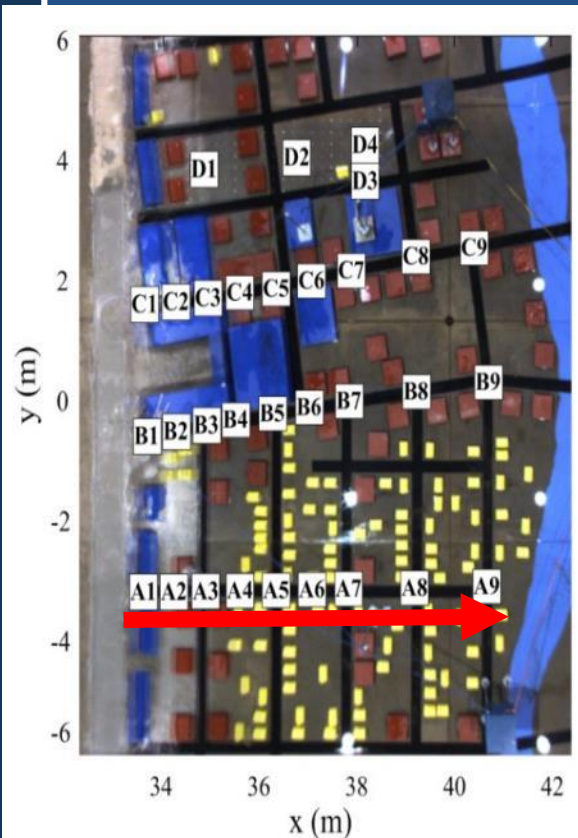 6
4
2
0
-2
-4
-6
y (m)
D1 D2 D4
D3
C1 C2 C3 C4 C5 C6 C7 C8 C9
B1 B2 B3 B4 B5 B6 B7 B8 B9
A1 A2 A3 A4 A5 A6 A7 A8 A9
34 36 38 40 42
x (m)